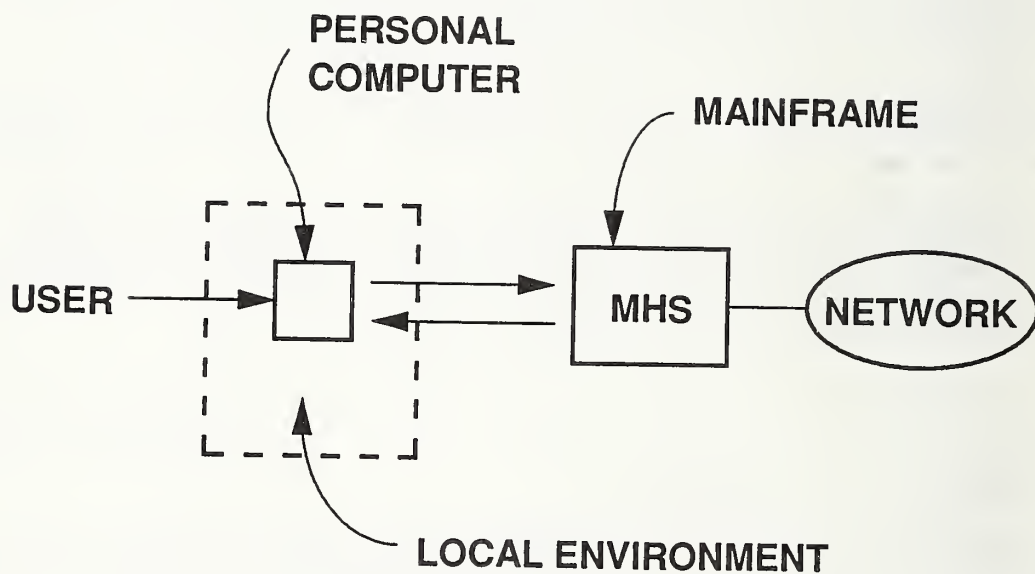 PERSONAL
COMPUTER
MAINFRAME
USER
MHS
NETWORK
LOCAL ENVIRONMENT